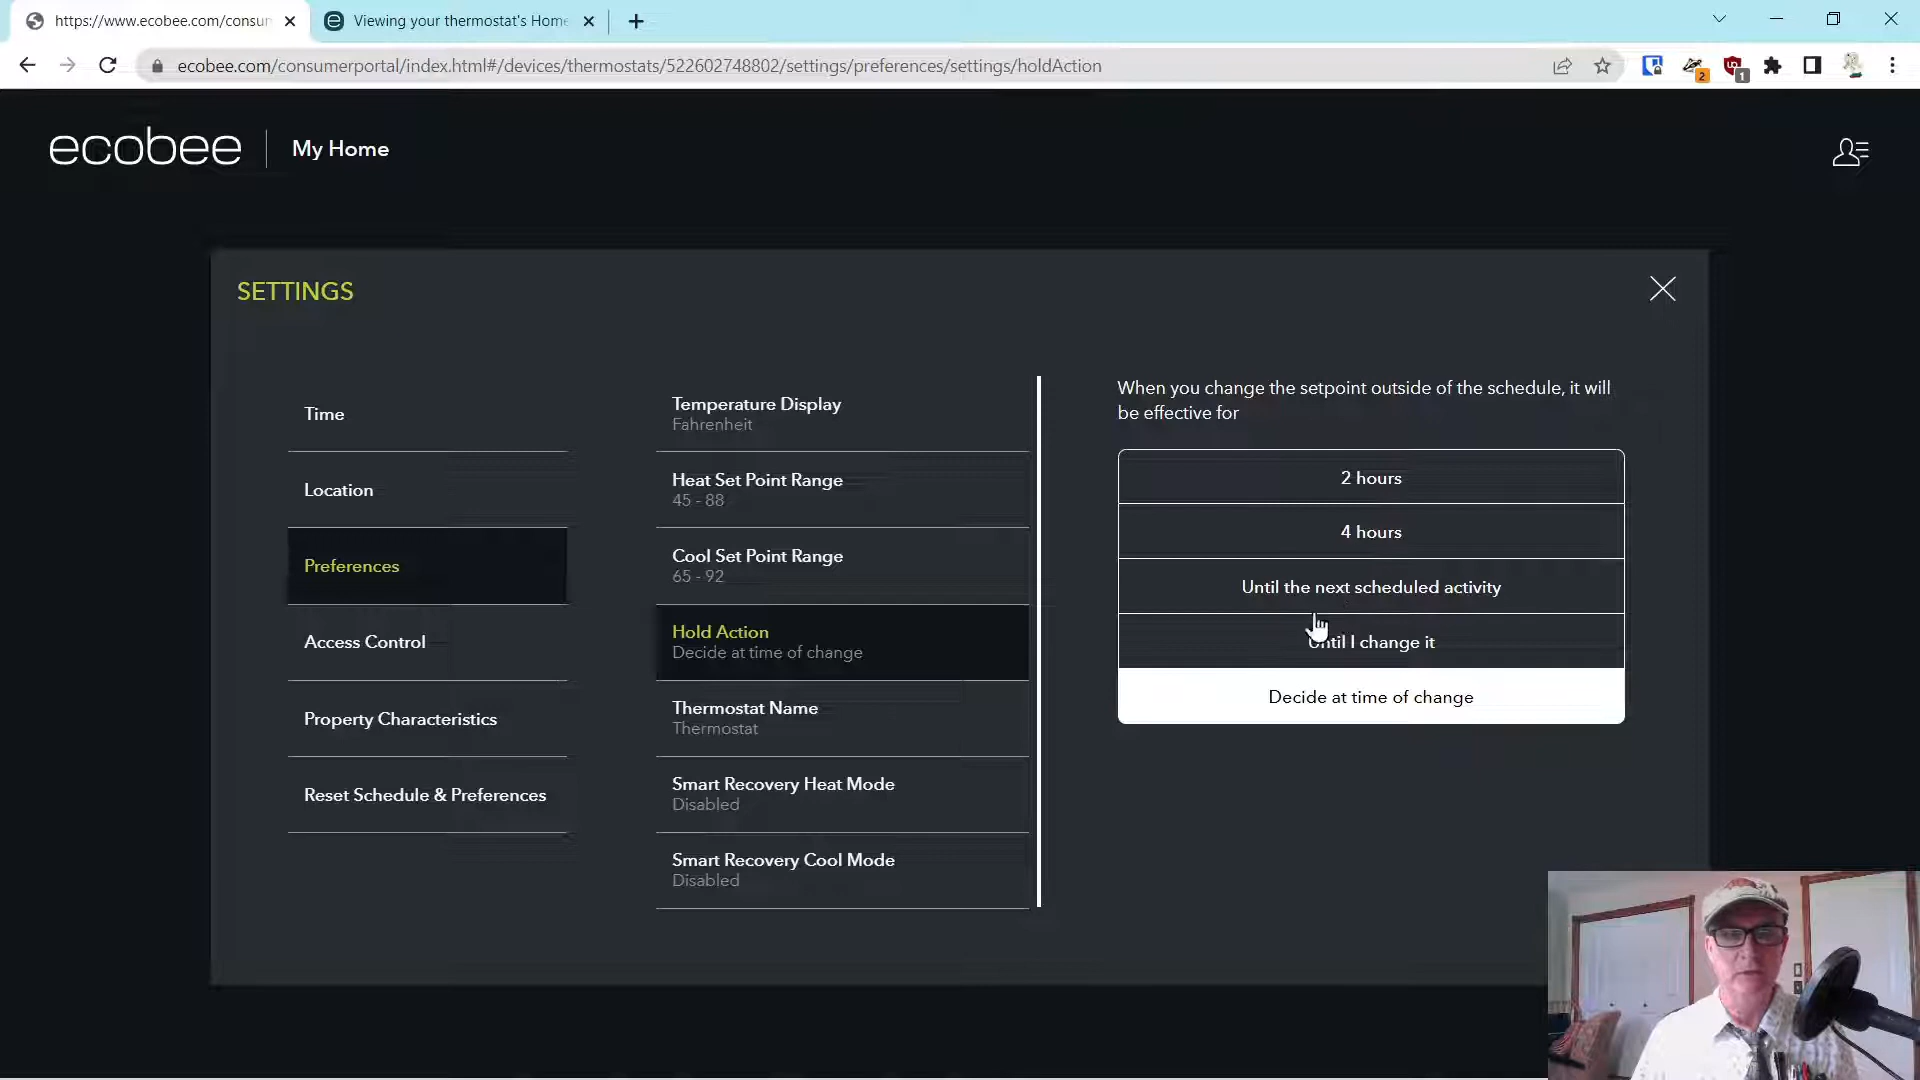 https://www.ecobee.com/consum
Viewing your thermostat's Home
ecobee.com/consumerportal/index.html#/devices/thermostats/522602748802/settings/preferences/settings/holdAction
2
1
ecobee
My Home
SETTINGS
Time
Location
Preferences
Access Control
Property Characteristics
Reset Schedule & Preferences
Temperature Display
Fahrenheit
Heat Set Point Range
45 - 88
Cool Set Point Range
65 - 92
Hold Action
Decide at time of change
Thermostat Name
Thermostat
Smart Recovery Heat Mode
Disabled
Smart Recovery Cool Mode
Disabled
When you change the setpoint outside of the schedule, it will
be effective for
2 hours
4 hours
Until the next scheduled activity
Until I change it
Decide at time of change